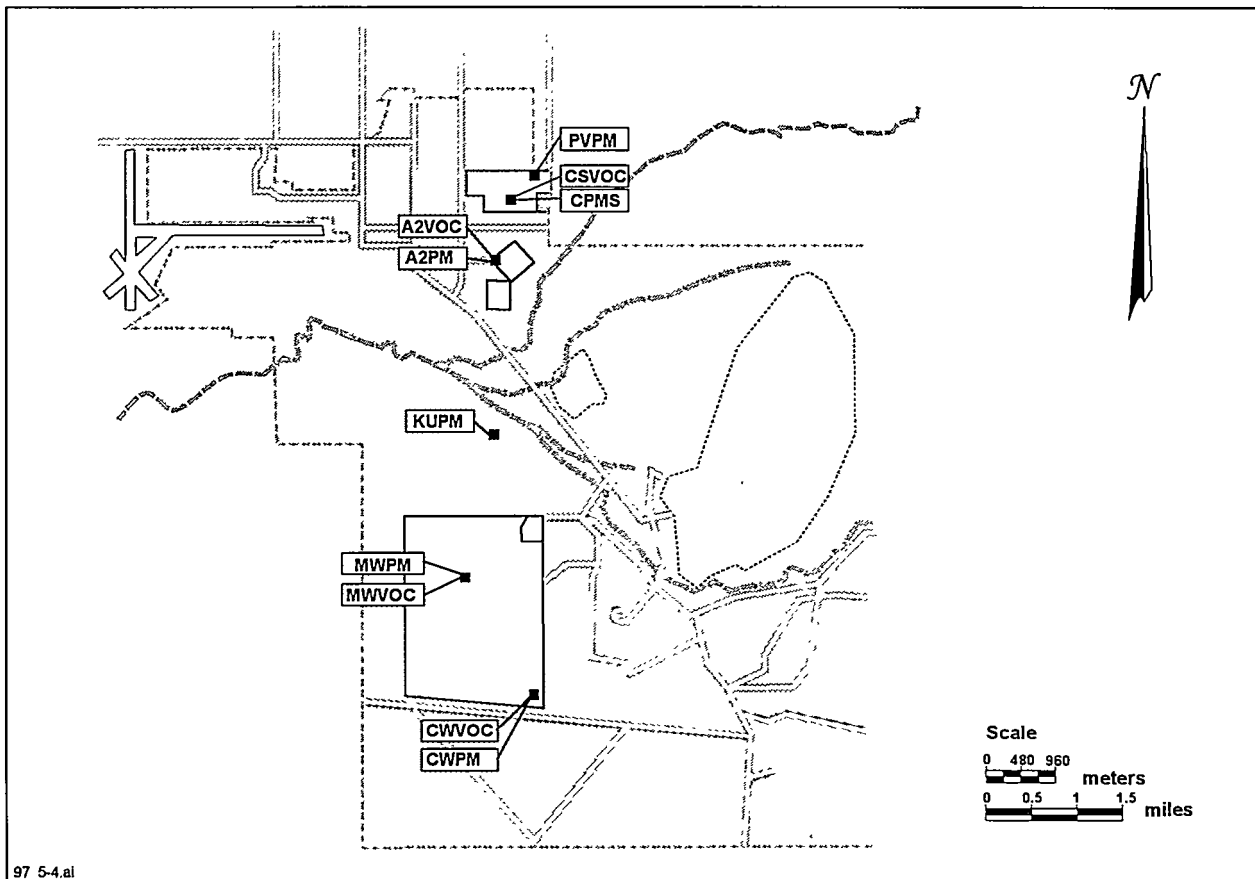 N
PVPM
CSVOC
CPMS
A2VOC
A2PM
KUPM
MWPM
MWVOC
CWVOC
CWPM
Scale
0 480 960
meters
0 0.5 1 1.5
miles
97 5-4.ai